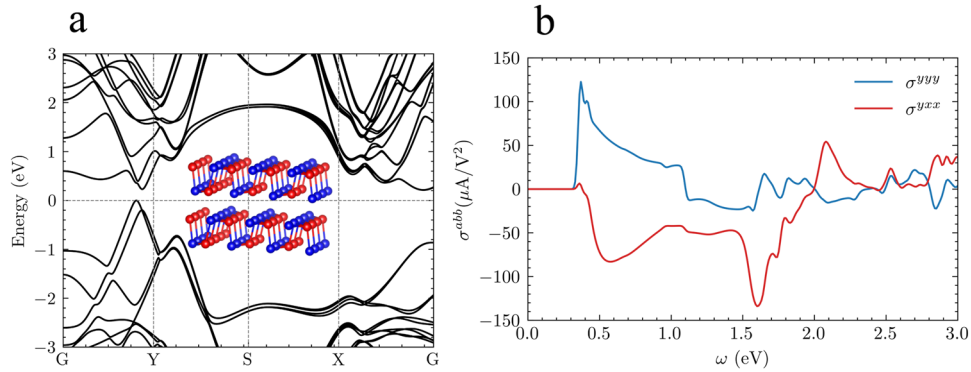 a
b
3
2
1
0
−1
−2
−3
Energy (eV)
G
Y
S
X
G
150
100
50
0
−50
−100
−150
σ^abb(μA/V²)
σ^yyy
σ^yxx
0.0
0.5
1.0
1.5
2.0
2.5
3.0
ω (eV)